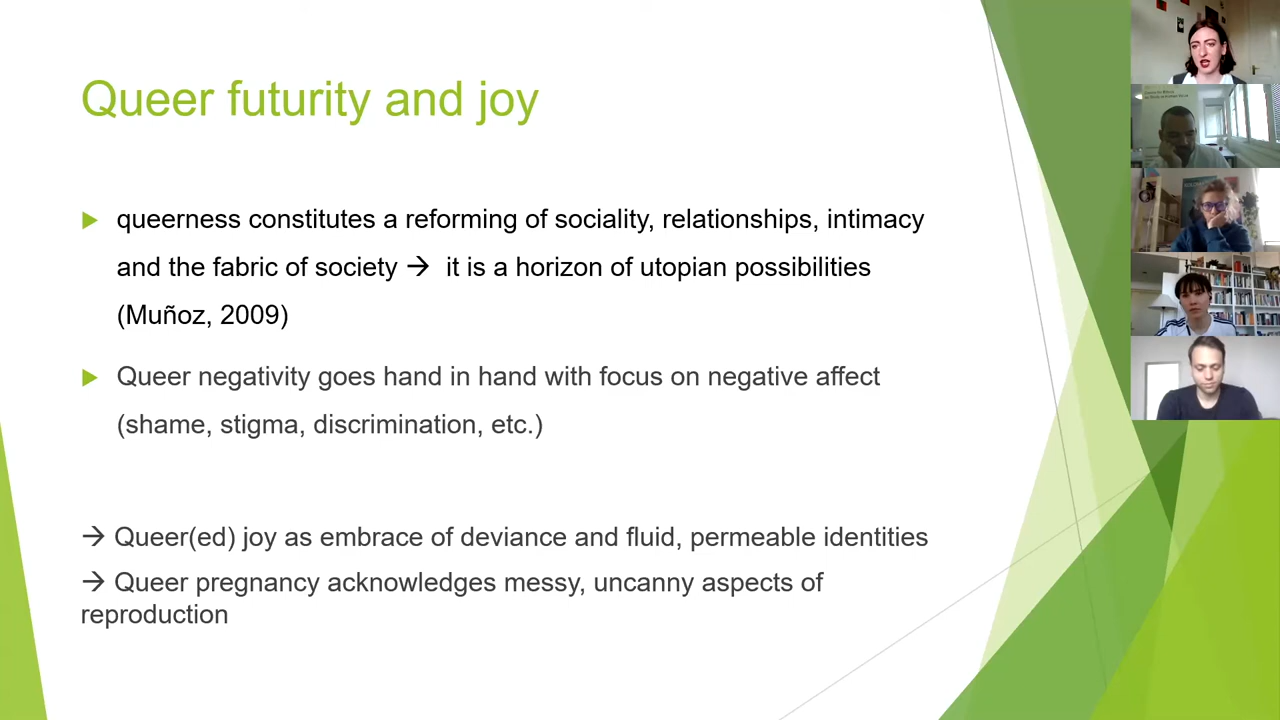 Queer futurity and joy
queerness constitutes a reforming of sociality, relationships, intimacy
and the fabric of society → it is a horizon of utopian possibilities
(Muñoz, 2009)
Queer negativity goes hand in hand with focus on negative affect
(shame, stigma, discrimination, etc.)
→ Queer(ed) joy as embrace of deviance and fluid, permeable identities
→ Queer pregnancy acknowledges messy, uncanny aspects of
reproduction